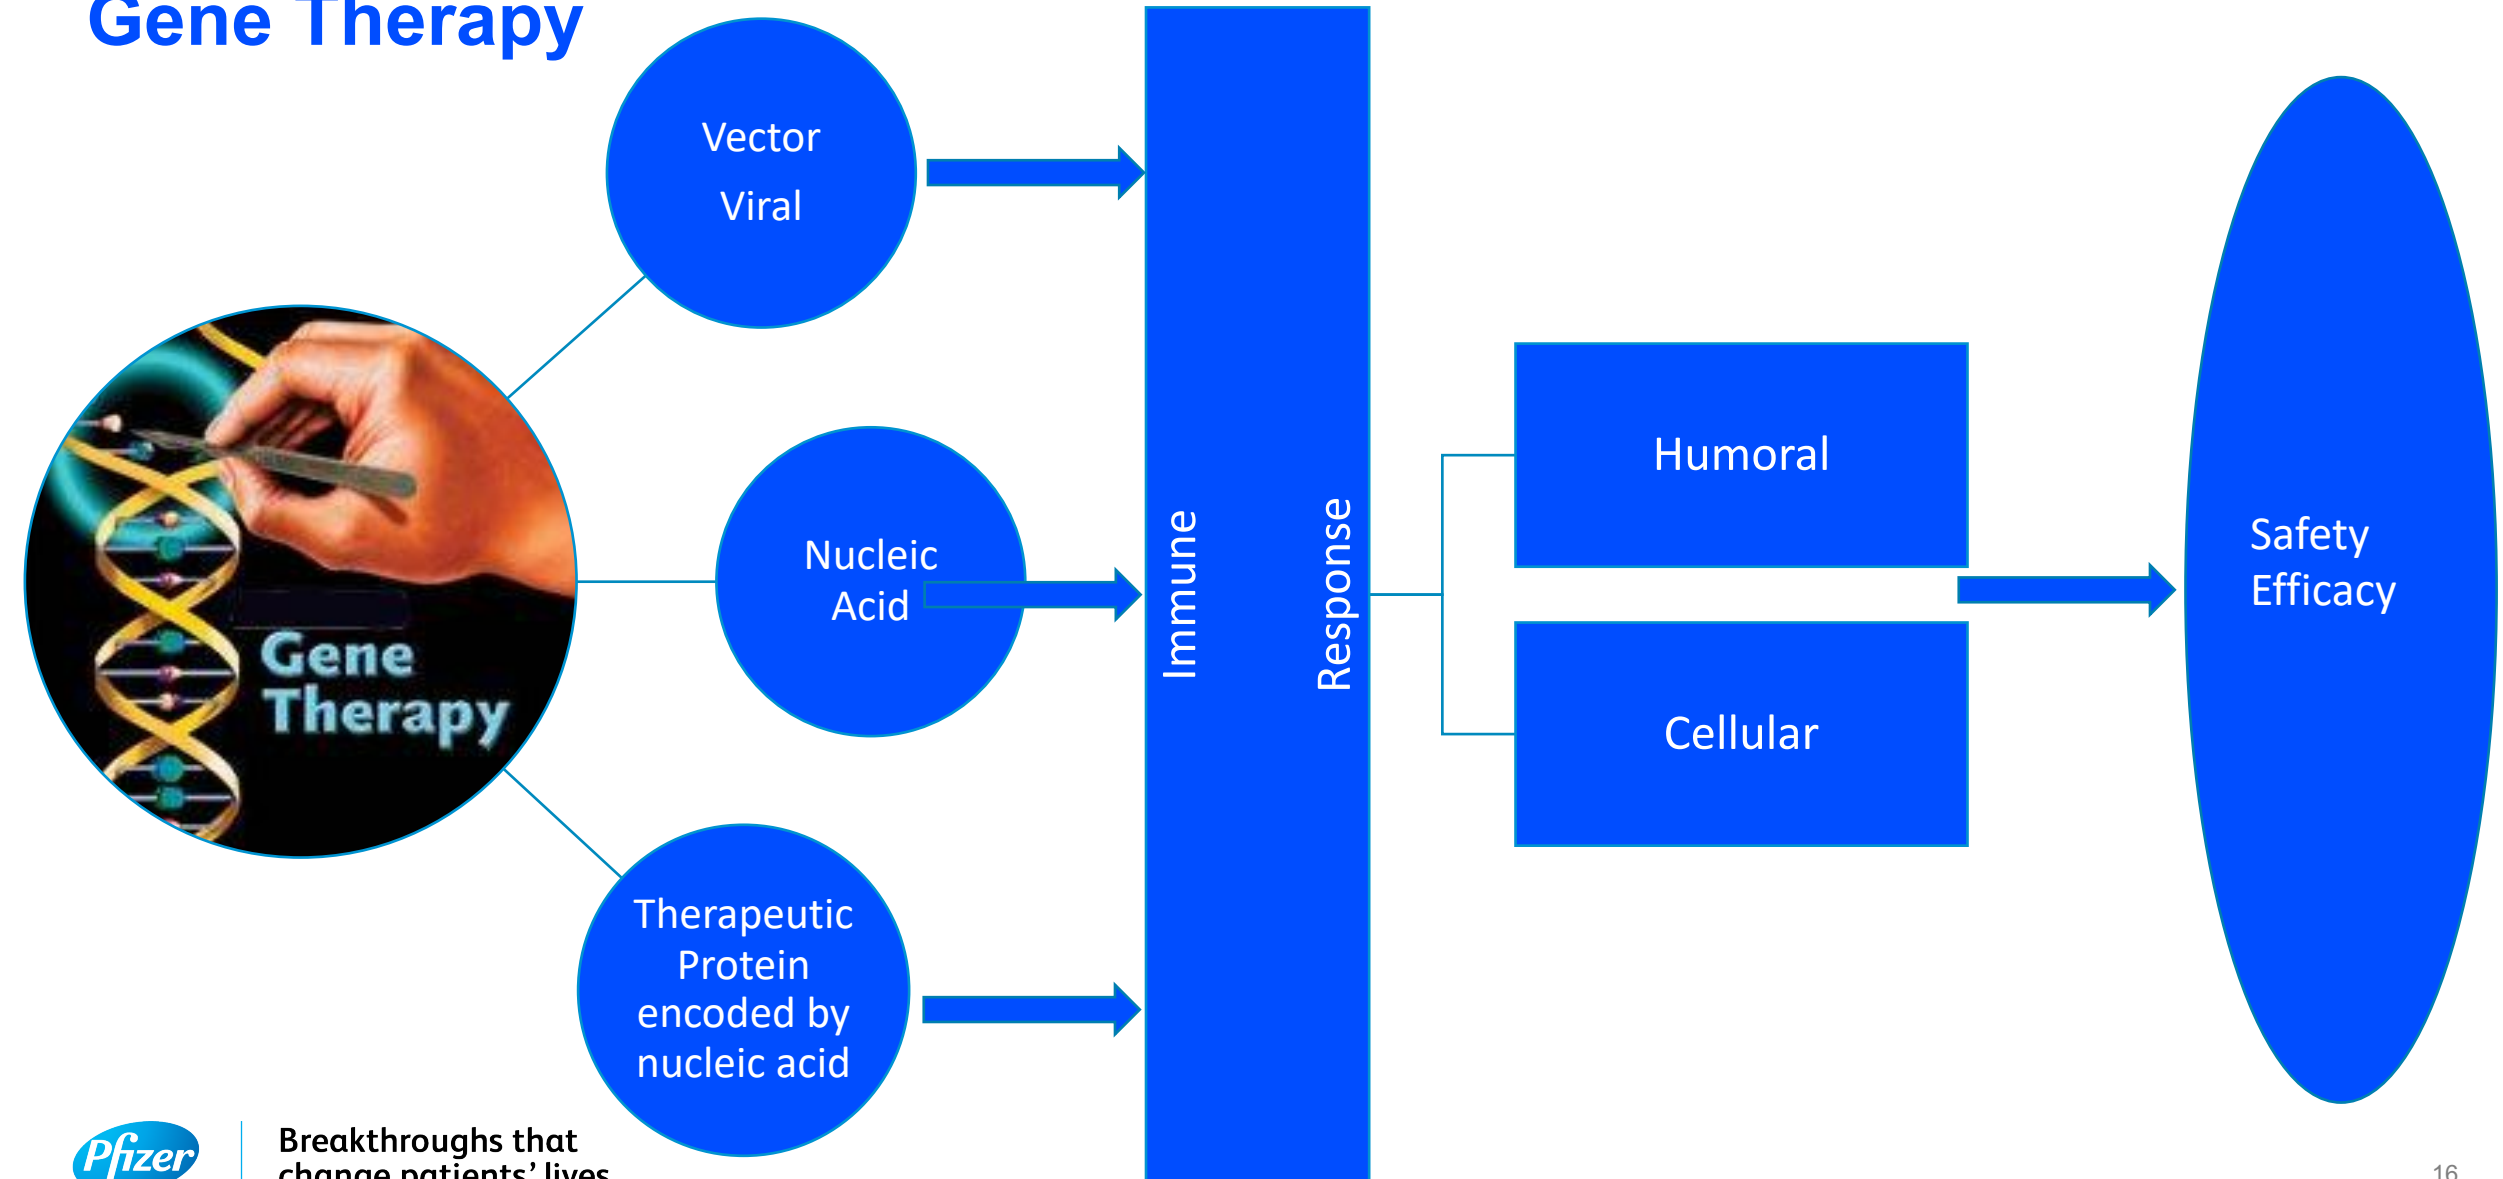 Gene Therapy
Vector
Viral
Gene
Therapy
Nucleic
Acid
Therapeutic
Protein
encoded by
nucleic acid
Immune
Response
Humoral
Cellular
Safety
Efficacy
Pfizer
Breakthroughs that
change patients’ lives
16